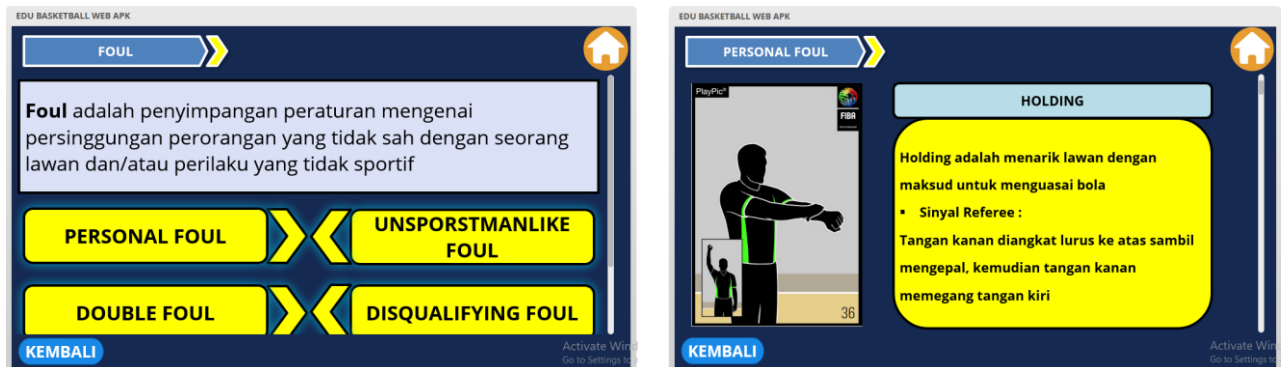 EDU BASKETBALL WEB APK
FOUL
Foul adalah penyimpangan peraturan mengenai
persinggungan perorangan yang tidak sah dengan seorang
lawan dan/atau perilaku yang tidak sportif
PERSONAL FOUL
UNSPORSTMANLIKE
FOUL
DOUBLE FOUL
DISQUALIFYING FOUL
KEMBALI
Activate Wind
Go to Settings to
EDU BASKETBALL WEB APK
PERSONAL FOUL
PlayPic®
FIBA
36
HOLDING
Holding adalah menarik lawan dengan
maksud untuk menguasai bola
▪ Sinyal Referee :
Tangan kanan diangkat lurus ke atas sambil
mengepal, kemudian tangan kanan
memegang tangan kiri
KEMBALI
Activate Win
Go to Settings to